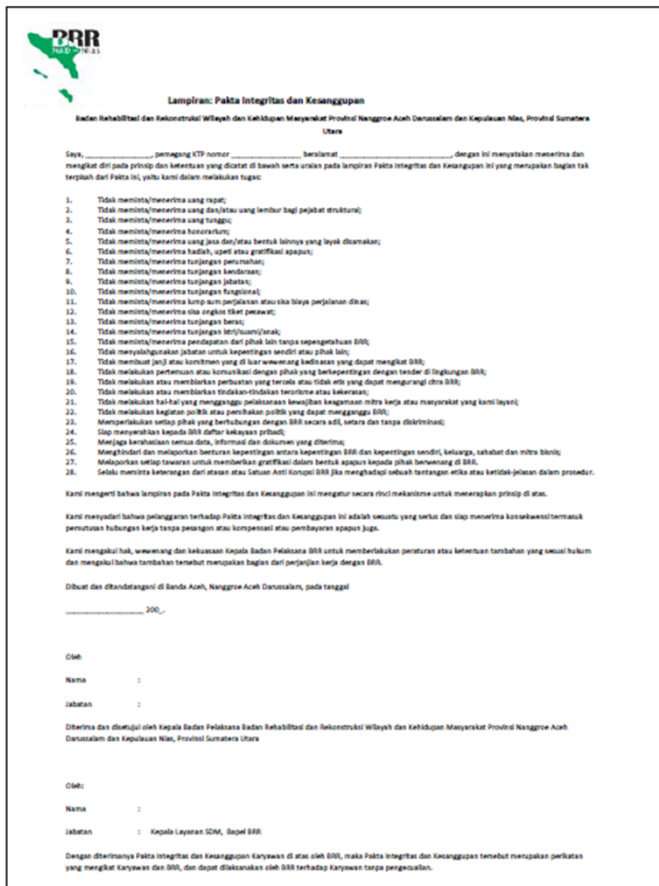 BRR
NAD - NIAS
Lampiran: Pakta Integritas dan Kesanggupan
Badan Rehabilitasi dan Rekonstruksi Wilayah dan Kehidupan Masyarakat Provinsi Nanggroe Aceh Darussalam dan Kepulauan Nias, Provinsi Sumatera
Utara
Saya, _________________, pemegang KTP nomor __________________ beralamat _____________________________, dengan ini menyatakan menerima dan
mengikat diri pada prinsip dan ketentuan yang dicatat di bawah serta uraian pada lampiran Pakta Integritas dan Kesanggupan ini yang merupakan bagian tak
terpisah dari Pakta ini, yaitu kami dalam melakukan tugas:
1. Tidak meminta/menerima uang rapat;
2. Tidak meminta/menerima uang dan/atau uang lembur bagi pejabat struktural;
3. Tidak meminta/menerima uang tunggu;
4. Tidak meminta/menerima honorarium;
5. Tidak meminta/menerima uang jasa dan/atau bentuk lainnya yang layak disamakan;
6. Tidak meminta/menerima hadiah, upeti atau gratifikasi apapun;
7. Tidak meminta/menerima tunjangan perumahan;
8. Tidak meminta/menerima tunjangan kendaraan;
9. Tidak meminta/menerima tunjangan jabatan;
10. Tidak meminta/menerima tunjangan fungsional;
11. Tidak meminta/menerima lump sum perjalanan atau sisa biaya perjalanan dinas;
12. Tidak meminta/menerima sisa ongkos tiket pesawat;
13. Tidak meminta/menerima tunjangan beras;
14. Tidak meminta/menerima tunjangan istri/suami/anak;
15. Tidak meminta/menerima pendapatan dari pihak lain tanpa sepengetahuan BRR;
16. Tidak menyalahgunakan jabatan untuk kepentingan sendiri atau pihak lain;
17. Tidak membuat janji atau komitmen yang di luar wewenang kedinasan yang dapat mengikat BRR;
18. Tidak melakukan pertemuan atau komunikasi dengan pihak yang berkepentingan dengan tender di lingkungan BRR;
19. Tidak melakukan atau membiarkan perbuatan yang tercela atau tidak etis yang dapat mengurangi citra BRR;
20. Tidak melakukan atau membiarkan tindakan-tindakan terorisme atau kekerasan;
21. Tidak melakukan hal-hal yang mengganggu pelaksanaan kewajiban keagamaan mitra kerja atau masyarakat yang kami layani;
22. Tidak melakukan kegiatan politik atau pemihakan politik yang dapat mengganggu BRR;
23. Memperlakukan setiap pihak yang berhubungan dengan BRR secara adil, setara dan tanpa diskriminasi;
24. Siap menyerahkan kepada BRR daftar kekayaan pribadi;
25. Menjaga kerahasiaan semua data, informasi dan dokumen yang diterima;
26. Menghindari dan melaporkan benturan kepentingan antara kepentingan BRR dan kepentingan sendiri, keluarga, sahabat dan mitra bisnis;
27. Melaporkan setiap tawaran untuk memberikan gratifikasi dalam bentuk apapun kepada pihak berwenang di BRR.
28. Selalu meminta keterangan dari atasan atau Satuan Anti Korupsi BRR jika menghadapi sebuah tantangan etika atau ketidak-jelasan dalam prosedur.
Kami mengerti bahwa lampiran pada Pakta Integritas dan Kesanggupan ini mengatur secara rinci mekanisme untuk menerapkan prinsip di atas.
Kami menyadari bahwa pelanggaran terhadap Pakta Integritas dan Kesanggupan ini adalah sesuatu yang serius dan siap menerima konsekwensi termasuk
pemutusan hubungan kerja tanpa pesangon atau kompensasi atau pembayaran apapun juga.
Kami mengakui hak, wewenang dan kekuasaan Kepala Badan Pelaksana BRR untuk memberlakukan peraturan atau ketentuan tambahan yang sesuai hukum
dan mengakui bahwa tambahan tersebut merupakan bagian dari perjanjian kerja dengan BRR.
Dibuat dan ditandatangani di Banda Aceh, Nanggroe Aceh Darussalam, pada tanggal
____________________ 200_.
Oleh
Nama :
Jabatan :
Diterima dan disetujui oleh Kepala Badan Pelaksana Badan Rehabilitasi dan Rekonstruksi Wilayah dan Kehidupan Masyarakat Provinsi Nanggroe Aceh
Darussalam dan Kepulauan Nias, Provinsi Sumatera Utara
Oleh:
Nama :
Jabatan : Kepala Layanan SDM, Bapel BRR
Dengan diterimanya Pakta Integritas dan Kesanggupan Karyawan di atas oleh BRR, maka Pakta Integritas dan Kesanggupan tersebut merupakan perikatan
yang mengikat Karyawan dan BRR, dan dapat dilaksanakan oleh BRR terhadap Karyawan tanpa pengecualian.